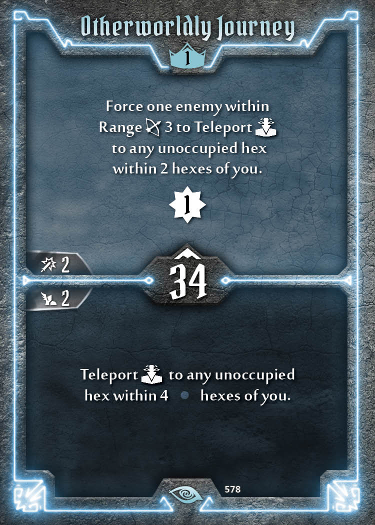 Otherworldly Journey
1
Force one enemy within
Range 3 to Teleport
to any unoccupied hex
within 2 hexes of you.
1
2
34
2
Teleport to any unoccupied
hex within 4 hexes of you.
578